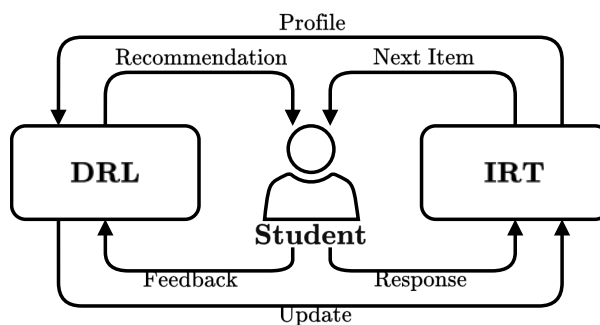 Profile
Recommendation
Next Item
DRL
IRT
Student
Feedback
Response
Update